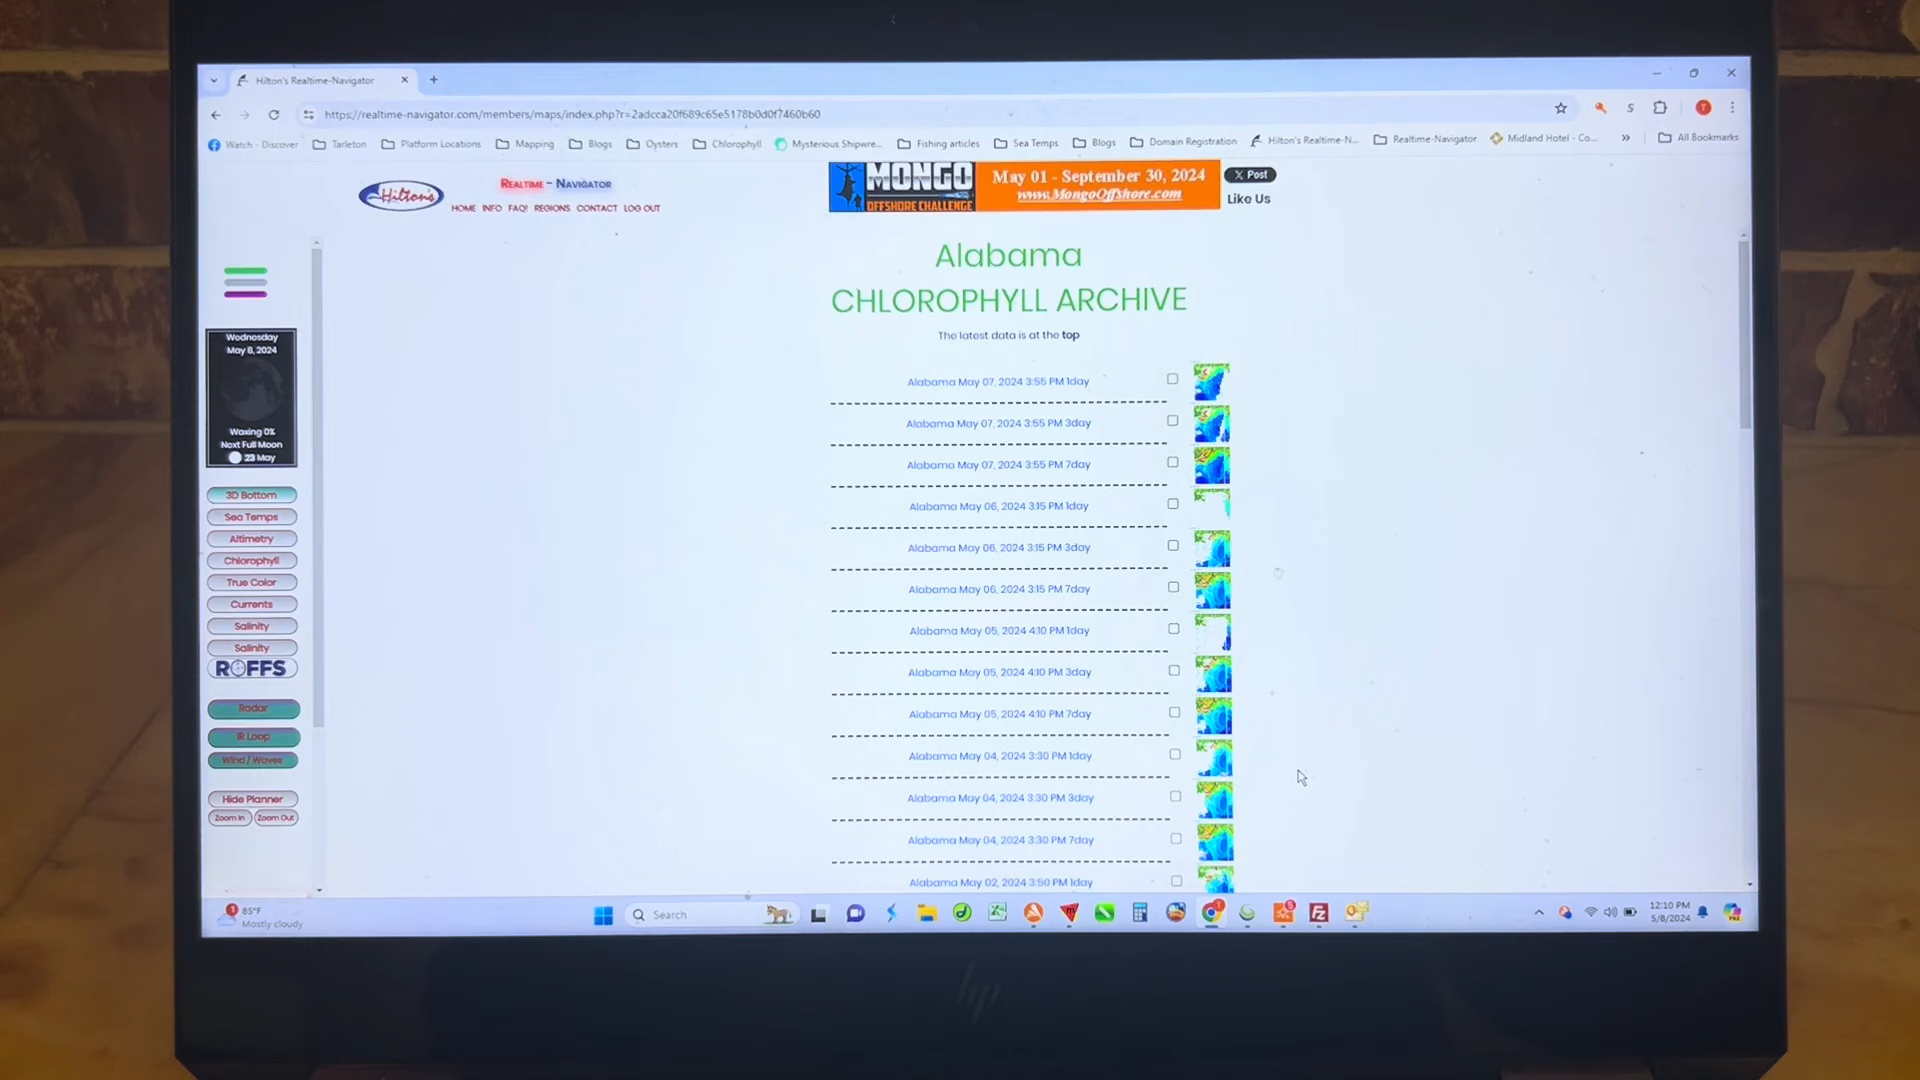 Hilton's Realtime-Navigator
https://realtime-navigator.com/members/maps/index.php?r=2adcca20f689c65e5178b0d0f7460b60
Watch - Discover Tarleton Platform Locations Mapping Blogs Oysters Chlorophyll Mysterious Shipwre... Fishing articles Sea Temps Blogs Domain Registration Hilton's Realtime-N... Realtime-Navigator Midland Hotel - Co... » All Bookmarks
Hilton's
REALTIME - NAVIGATOR
HOME INFO FAQ! REGIONS CONTACT LOG OUT
MONGO
OFFSHORE CHALLENGE
May 01 - September 30, 2024
www.MongoOffshore.com
X Post
Like Us
Alabama
CHLOROPHYLL ARCHIVE
The latest data is at the top
Wednesday
May 8, 2024
Waxing 0%
Next Full Moon
23 May
3D Bottom
Sea Temps
Altimetry
Chlorophyll
True Color
Currents
Salinity
Salinity
ROFFS
Radar
IR Loop
Wind / Waves
Hide Planner
Zoom In Zoom Out
Alabama May 07, 2024 3:55 PM 1day
Alabama May 07, 2024 3:55 PM 3day
Alabama May 07, 2024 3:55 PM 7day
Alabama May 06, 2024 3:15 PM 1day
Alabama May 06, 2024 3:15 PM 3day
Alabama May 06, 2024 3:15 PM 7day
Alabama May 05, 2024 4:10 PM 1day
Alabama May 05, 2024 4:10 PM 3day
Alabama May 05, 2024 4:10 PM 7day
Alabama May 04, 2024 3:30 PM 1day
Alabama May 04, 2024 3:30 PM 3day
Alabama May 04, 2024 3:30 PM 7day
Alabama May 02, 2024 3:50 PM 1day
1
85°F
Mostly cloudy
Search
12:10 PM
5/8/2024
hp